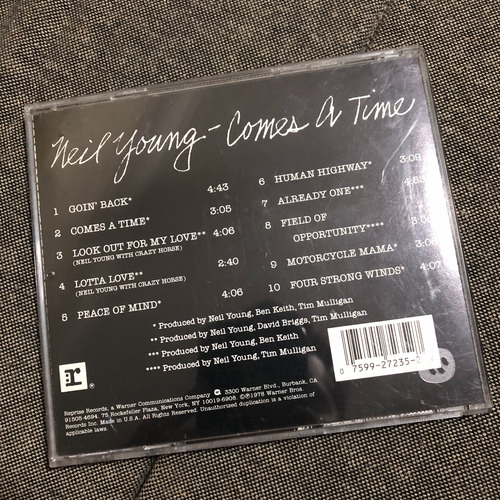 Neil Young – Comes A Time
1 GOIN' BACK* 4:43
2 COMES A TIME* 3:05
3 LOOK OUT FOR MY LOVE** 4:06
(NEIL YOUNG WITH CRAZY HORSE)
4 LOTTA LOVE** 2:40
(NEIL YOUNG WITH CRAZY HORSE)
5 PEACE OF MIND* 4:06
6 HUMAN HIGHWAY* 3:09
7 ALREADY ONE***
8 FIELD OF
OPPORTUNITY****
9 MOTORCYCLE MAMA*
10 FOUR STRONG WINDS* 4:07
* Produced by Neil Young, Ben Keith, Tim Mulligan
** Produced by Neil Young, David Briggs, Tim Mulligan
*** Produced by Neil Young, Ben Keith
**** Produced by Neil Young, Tim Mulligan
0 7599-27235-2
r ®
Reprise Records, a Warner Communications Company 3300 Warner Blvd., Burbank, CA
91505-4694. 75 Rockefeller Plaza, New York, NY 10019-6908. ©℗1978 Warner Bros.
Records Inc. Made in U.S.A. All Rights Reserved. Unauthorized duplication is a violation of
applicable laws.